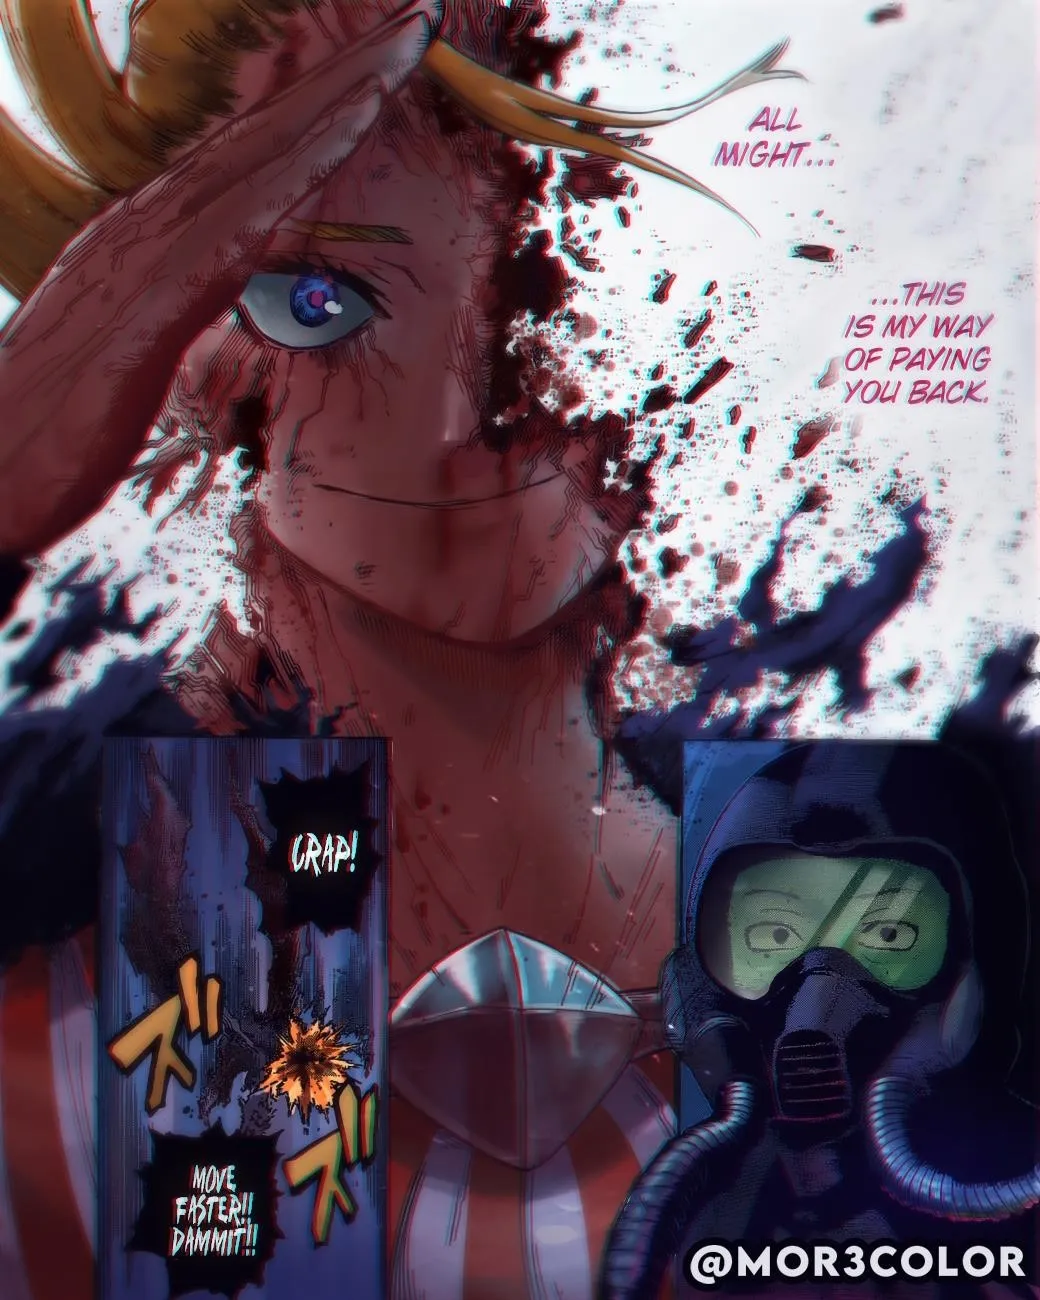 ALL
MIGHT...
...THIS
IS MY WAY
OF PAYING
YOU BACK.
CRAP!
ズ
ズ
MOVE
FASTER!!
DAMMIT!!
@MOR3COLOR